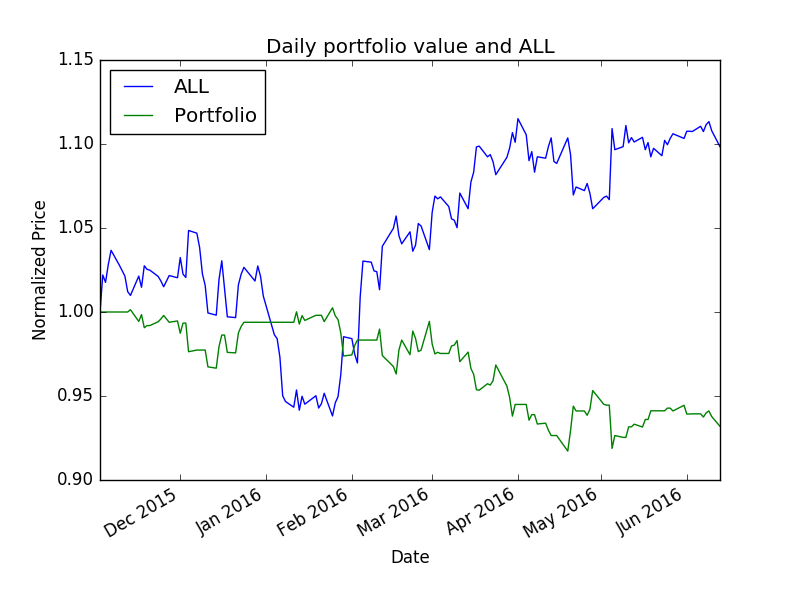 Daily portfolio value and ALL
ALL
Portfolio
1.15
1.10
1.05
1.00
0.95
0.90
Normalized Price
Dec 2015
Jan 2016
Feb 2016
Mar 2016
Apr 2016
May 2016
Jun 2016
Date